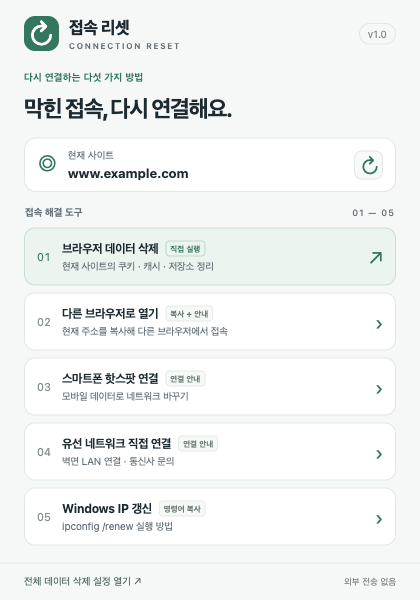 접속 리셋
CONNECTION RESET
v1.0
다시 연결하는 다섯 가지 방법
막힌 접속, 다시 연결해요.
현재 사이트
www.example.com
접속 해결 도구
01 — 05
01
브라우저 데이터 삭제
직접 실행
현재 사이트의 쿠키 · 캐시 · 저장소 정리
02
다른 브라우저로 열기
복사 + 안내
현재 주소를 복사해 다른 브라우저에서 접속
03
스마트폰 핫스팟 연결
연결 안내
모바일 데이터로 네트워크 바꾸기
04
유선 네트워크 직접 연결
연결 안내
벽면 LAN 연결 · 통신사 문의
05
Windows IP 갱신
명령어 복사
ipconfig /renew 실행 방법
전체 데이터 삭제 설정 열기 ↗
외부 전송 없음